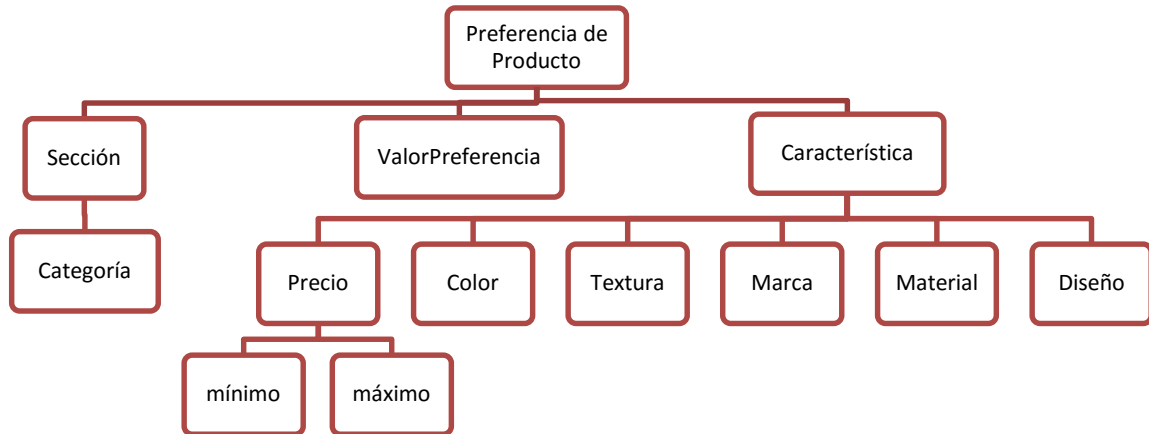 Preferencia de
Producto
Sección
ValorPreferencia
Característica
Categoría
Precio
Color
Textura
Marca
Material
Diseño
mínimo
máximo